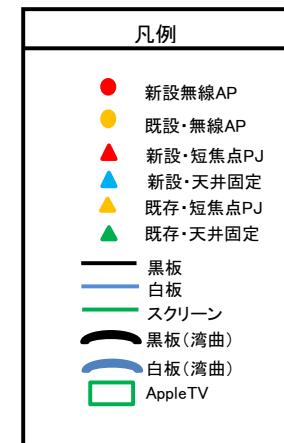 凡例
新設無線AP
既設・無線AP
新設・短焦点PJ
新設・天井固定
既存・短焦点PJ
既存・天井固定
黒板
白板
スクリーン
黒板(湾曲)
白板(湾曲)
AppleTV